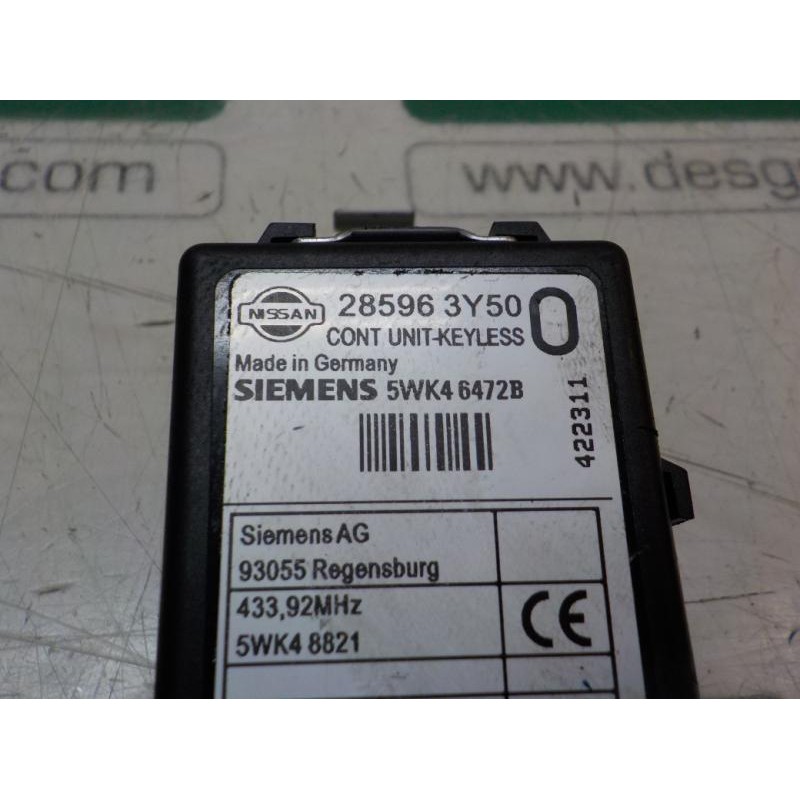 .com
www.desg
NISSAN
28596 3Y50
0
CONT UNIT-KEYLESS
Made in Germany
SIEMENS 5WK4 6472B
422311
Siemens AG
93055 Regensburg
433,92MHz
CE
5WK4 8821